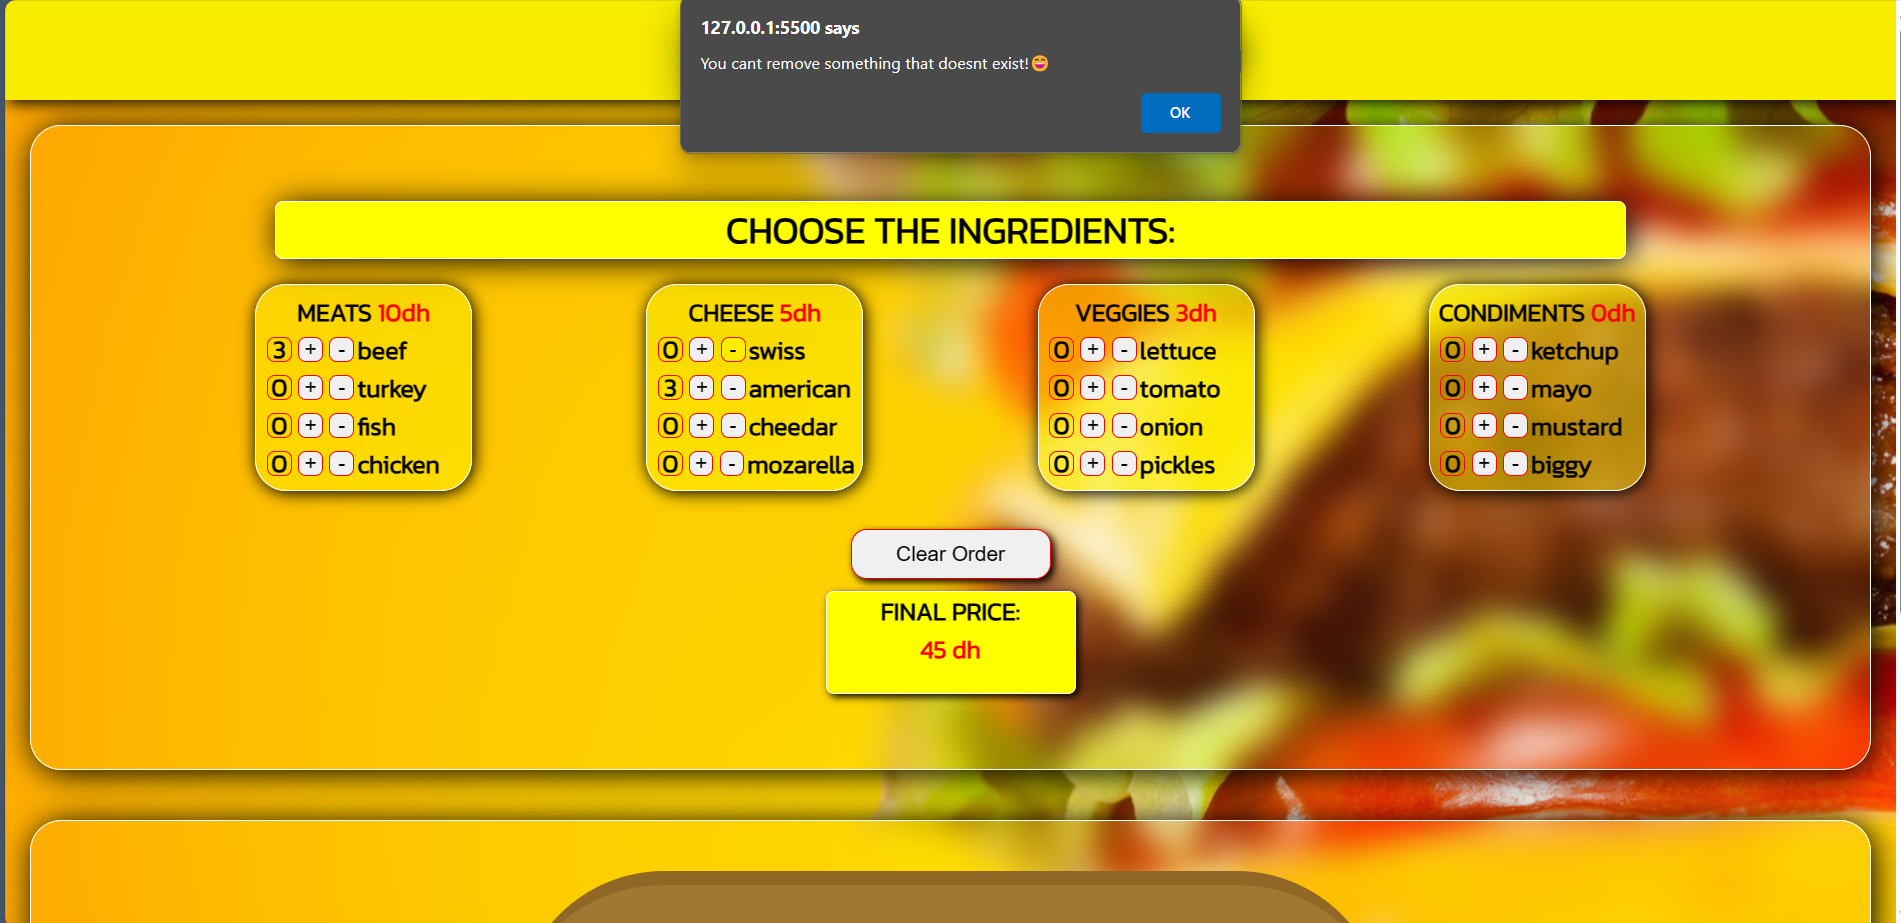 127.0.0.1:5500 says
You cant remove something that doesnt exist!😄
OK
CHOOSE THE INGREDIENTS:
MEATS 10dh
3 + - beef
0 + - turkey
0 + - fish
0 + - chicken
CHEESE 5dh
0 + - swiss
3 + - american
0 + - cheedar
0 + - mozarella
VEGGIES 3dh
0 + - lettuce
0 + - tomato
0 + - onion
0 + - pickles
CONDIMENTS 0dh
0 + - ketchup
0 + - mayo
0 + - mustard
0 + - biggy
Clear Order
FINAL PRICE:
45 dh